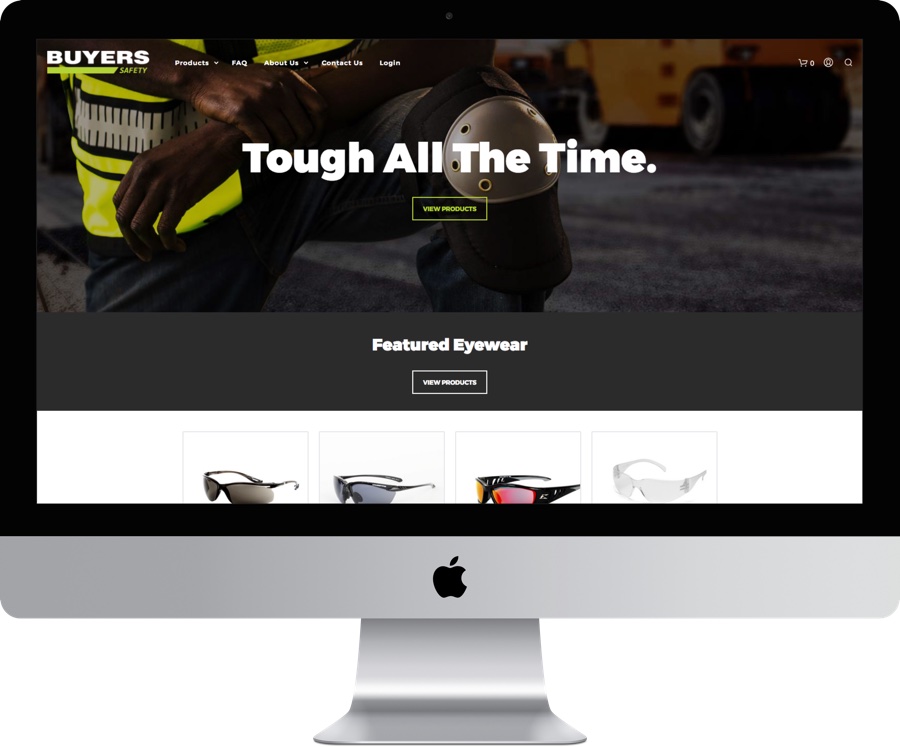 BUYERS
SAFETY
Products
FAQ
About Us
Contact Us
Login
0
Tough All The Time.
VIEW PRODUCTS
Featured Eyewear
VIEW PRODUCTS